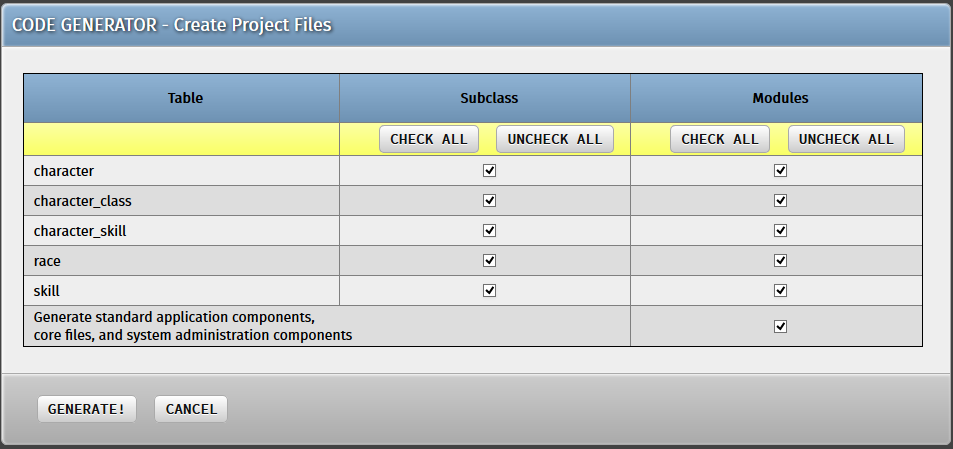 CODE GENERATOR - Create Project Files
Table Subclass Modules
CHECK ALL UNCHECK ALL CHECK ALL UNCHECK ALL
character
character_class
character_skill
race
skill
Generate standard application components,
core files, and system administration components
GENERATE! CANCEL